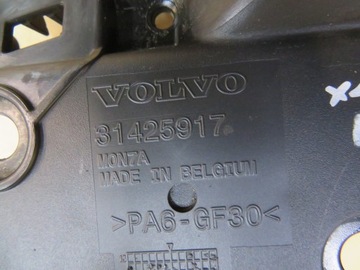 VOLVO
31425917
MONZA
MADE IN BELGIUM
>PA6-GF30<